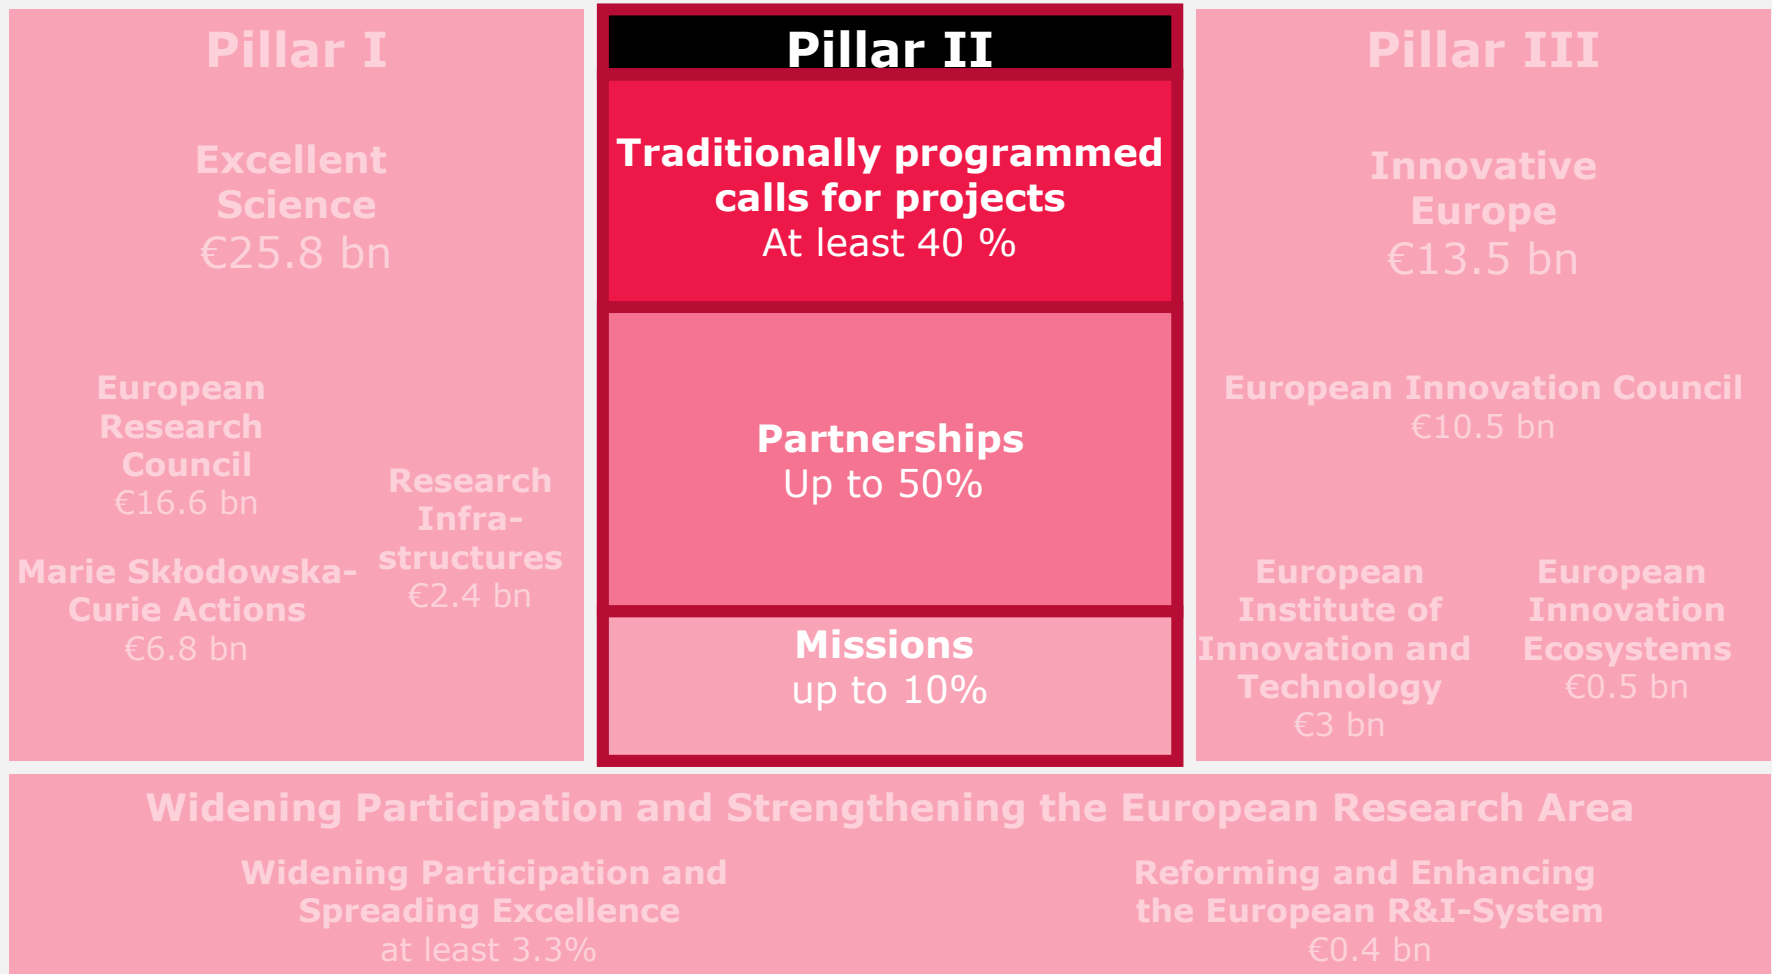 Pillar I
Excellent
Science
€25.8 bn
European
Research
Council
€16.6 bn
Marie Skłodowska-
Curie Actions
€6.8 bn
Research
Infra-
structures
€2.4 bn
Pillar II
Traditionally programmed
calls for projects
At least 40 %
Partnerships
Up to 50%
Missions
up to 10%
Pillar III
Innovative
Europe
€13.5 bn
European Innovation Council
€10.5 bn
European
Institute of
Innovation and
Technology
€3 bn
European
Innovation
Ecosystems
€0.5 bn
Widening Participation and Strengthening the European Research Area
Widening Participation and
Spreading Excellence
at least 3.3%
Reforming and Enhancing
the European R&I-System
€0.4 bn